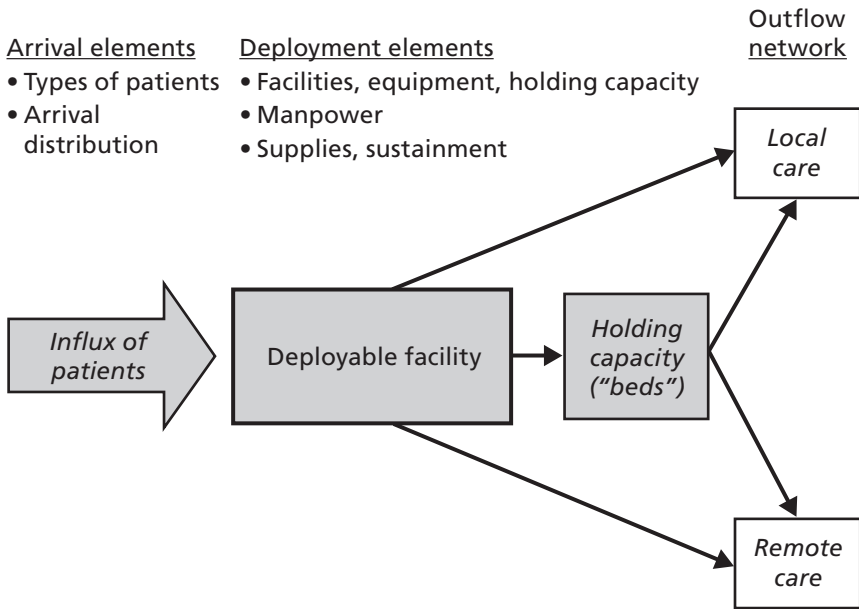 Arrival elements
• Types of patients
• Arrival
distribution
Deployment elements
• Facilities, equipment, holding capacity
• Manpower
• Supplies, sustainment
Outflow
network
Influx of
patients
Deployable facility
Holding
capacity
(“beds”)
Local
care
Remote
care